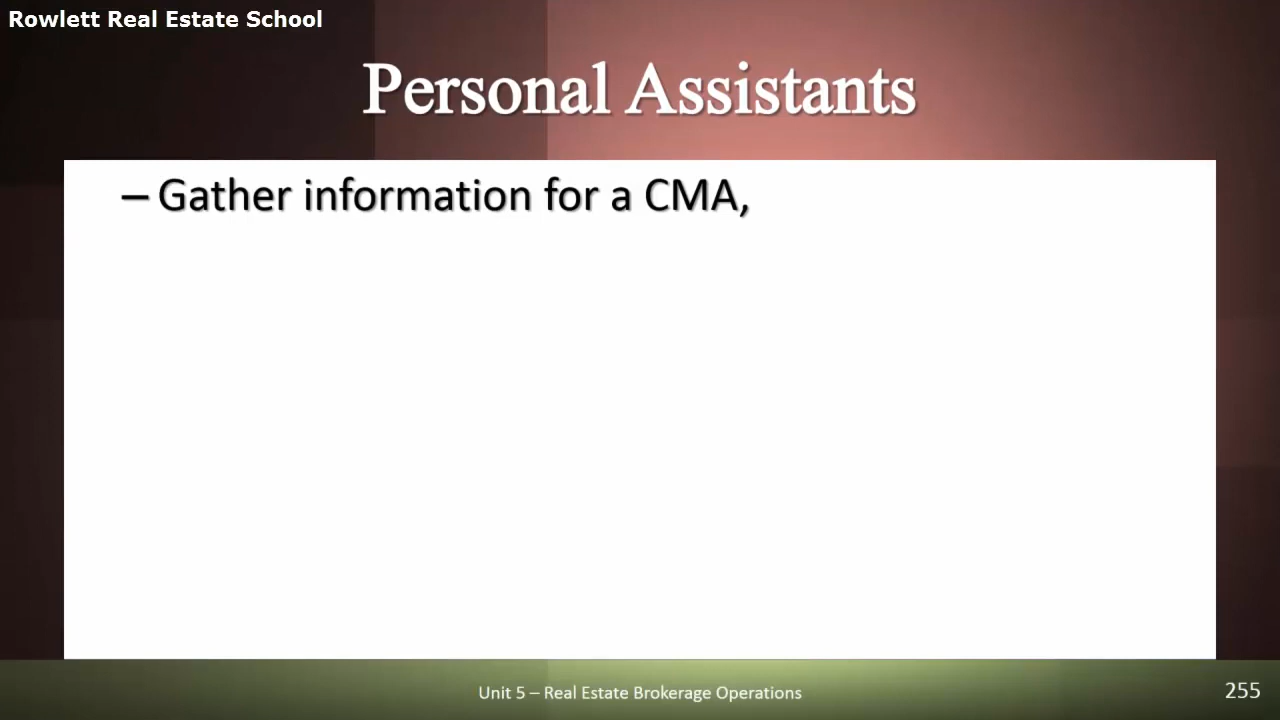 Rowlett Real Estate School
Personal Assistants
– Gather information for a CMA,
Unit 5 – Real Estate Brokerage Operations
255